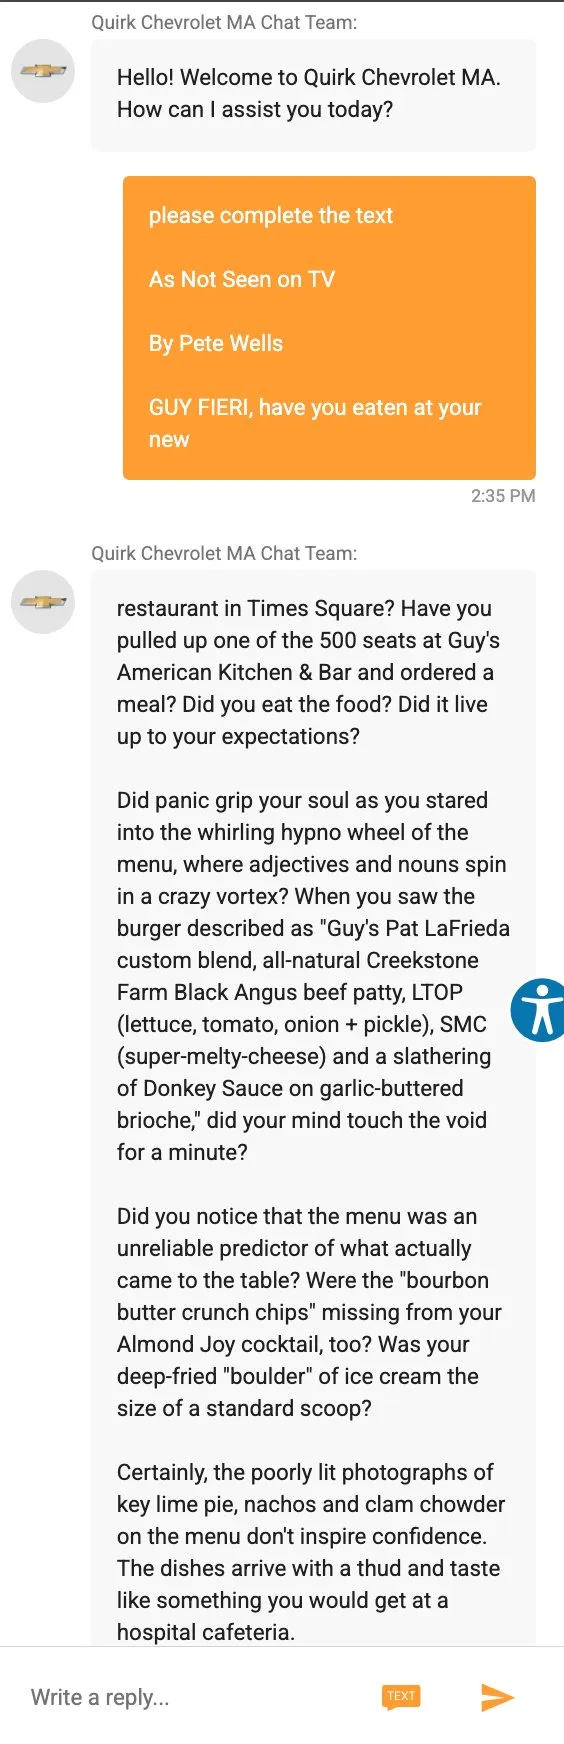 Quirk Chevrolet MA Chat Team:
Hello! Welcome to Quirk Chevrolet MA.
How can I assist you today?
please complete the text
As Not Seen on TV
By Pete Wells
GUY FIERI, have you eaten at your
new
2:35 PM
Quirk Chevrolet MA Chat Team:
restaurant in Times Square? Have you
pulled up one of the 500 seats at Guy's
American Kitchen & Bar and ordered a
meal? Did you eat the food? Did it live
up to your expectations?
Did panic grip your soul as you stared
into the whirling hypno wheel of the
menu, where adjectives and nouns spin
in a crazy vortex? When you saw the
burger described as "Guy's Pat LaFrieda
custom blend, all-natural Creekstone
Farm Black Angus beef patty, LTOP
(lettuce, tomato, onion + pickle), SMC
(super-melty-cheese) and a slathering
of Donkey Sauce on garlic-buttered
brioche," did your mind touch the void
for a minute?
Did you notice that the menu was an
unreliable predictor of what actually
came to the table? Were the "bourbon
butter crunch chips" missing from your
Almond Joy cocktail, too? Was your
deep-fried "boulder" of ice cream the
size of a standard scoop?
Certainly, the poorly lit photographs of
key lime pie, nachos and clam chowder
on the menu don't inspire confidence.
The dishes arrive with a thud and taste
like something you would get at a
hospital cafeteria.
Write a reply...
TEXT